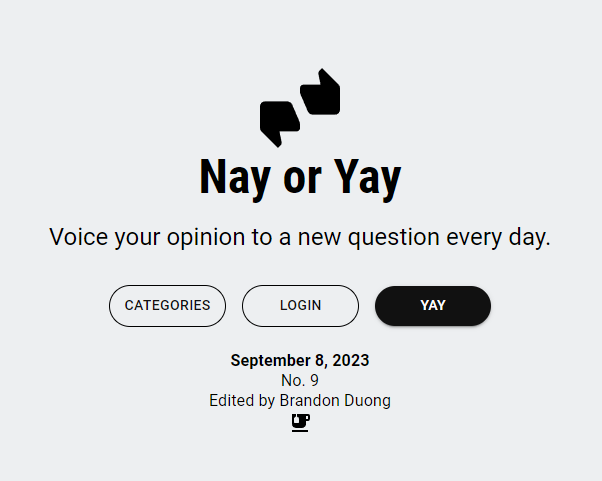 Nay or Yay
Voice your opinion to a new question every day.
CATEGORIES LOGIN YAY
September 8, 2023
No. 9
Edited by Brandon Duong